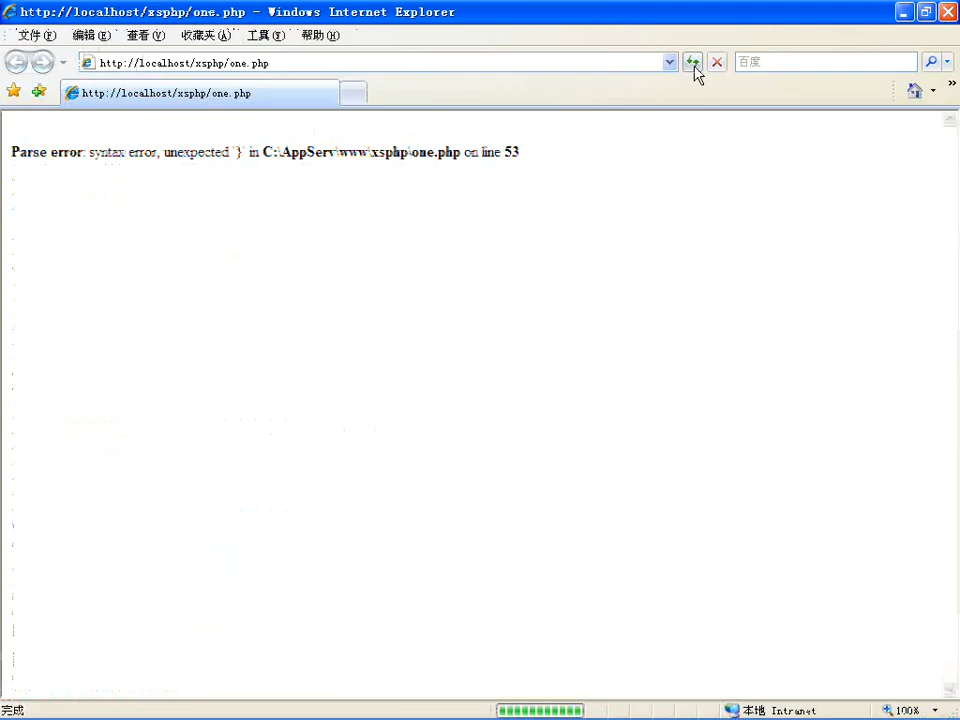 http://localhost/xsphp/one.php - Windows Internet Explorer
文件(F) 编辑(E) 查看(V) 收藏夹(A) 工具(T) 帮助(H)
http://localhost/xsphp/one.php 百度
http://localhost/xsphp/one.php »
Parse error: syntax error, unexpected '}' in C:\AppServ\www\xsphp\one.php on line 53
完成 本地 Intranet 100%